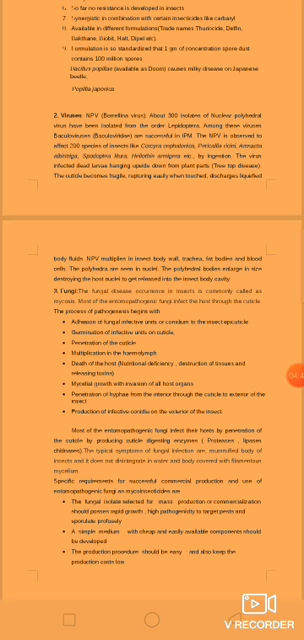 6. So far no resistance is developed in insects
7. Synergistic in combination with certain insecticides like carbaryl
8. Available in different formulations(Trade names Thuricide, Delfin,
Bakthane, Biobit, Halt, Dipel etc).
9. Formulation is so standardized that 1 gm of concentration spore dust
contains 100 million spores
Bacillus popillae (available as Doom) causes milky disease on Japanese
beetle,
Popillia japonica
2. Viruses: NPV (Borrelina virus): About 300 isolates of Nuclear polyhedral
virus have been isolated from the order Lepidoptera. Among these viruses
Baculoviruses (Baculoviridae) are successful in IPM. The NPV is observed to
effect 200 species of insects like Corcyra cephalonica, Pericallia ricini, Amsacta
albistriga, Spodoptera litura, Heliothis armigera etc., by ingestion. The virus
infected dead larvae hanging upside down from plant parts (Tree top disease).
The cuticle becomes fragile, rupturing easily when touched, discharges liquefied
body fluids. NPV multiplies in insect body wall, trachea, fat bodies and blood
cells. The polyhedra are seen in nuclei. The polyhedral bodies enlarge in size
destroying the host nuclei to get released into the insect body cavity
3. Fungi:The fungal disease occurrence in insects is commonly called as
mycosis. Most of the entomopathogenic fungi infect the host through the cuticle.
The process of pathogenesis begins with
• Adhesion of fungal infective units or conidium to the insect epicuticle
• Germination of infective units on cuticle,
• Penetration of the cuticle
• Multiplication in the haemolymph
• Death of the host (Nutritional deficiency , destruction of tissues and
releasing toxins)
• Mycelial growth with invasion of all host organs
• Penetration of hyphae from the interior through the cuticle to exterior of the
insect
• Production of infective conidia on the exterior of the insect
Most of the entomopathogenic fungi infect their hosts by penetration of
the cuticle by producing cuticle digesting enzymes ( Proteases , lipases
chitinases).The typical symptoms of fungal infection are, mummified body of
insects and it does not disintegrate in water and body covered with filamentous
mycelium
Specific requirements for successful commercial production and use of
entomopathogenic fungi as mycoinsecticides are
• The fungal isolate selected for mass production or commercialization
should posses rapid growth , high pathogenicity to target pests and
sporulate profusely
• A simple medium with cheap and easily available components should
be developed
• The production procedure should be easy and also keep the
production costs low.
V RECORDER